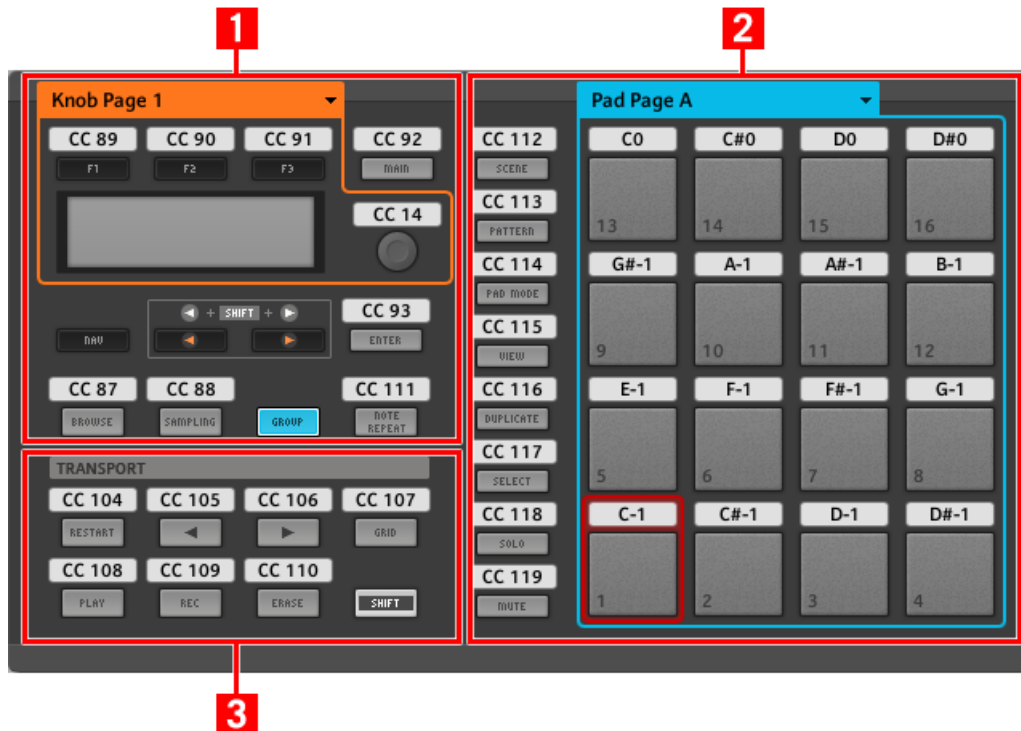 1
2
Knob Page 1
CC 89 CC 90 CC 91 CC 92
F1 F2 F3 MAIN
CC 14
+ SHIFT +
CC 93
NAV ENTER
CC 87 CC 88 CC 111
BROWSE SAMPLING GROUP NOTE REPEAT
TRANSPORT
CC 104 CC 105 CC 106 CC 107
RESTART GRID
CC 108 CC 109 CC 110
PLAY REC ERASE SHIFT
3
CC 112
SCENE
CC 113
PATTERN
CC 114
PAD MODE
CC 115
VIEW
CC 116
DUPLICATE
CC 117
SELECT
CC 118
SOLO
CC 119
MUTE
Pad Page A
C0 C#0 D0 D#0
13 14 15 16
G#-1 A-1 A#-1 B-1
9 10 11 12
E-1 F-1 F#-1 G-1
5 6 7 8
C-1 C#-1 D-1 D#-1
1 2 3 4